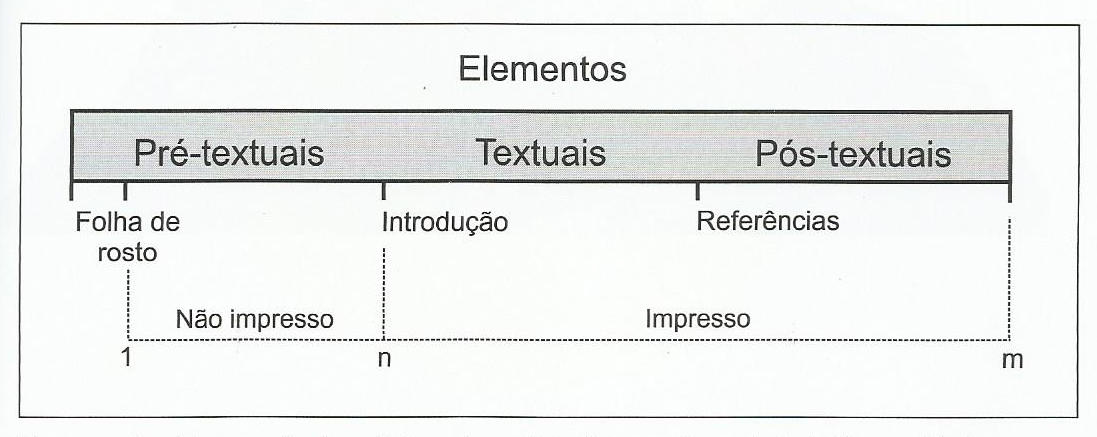 Elementos
Pré-textuais Textuais Pós-textuais
Folha de rosto Introdução Referências
Não impresso Impresso
1 n m